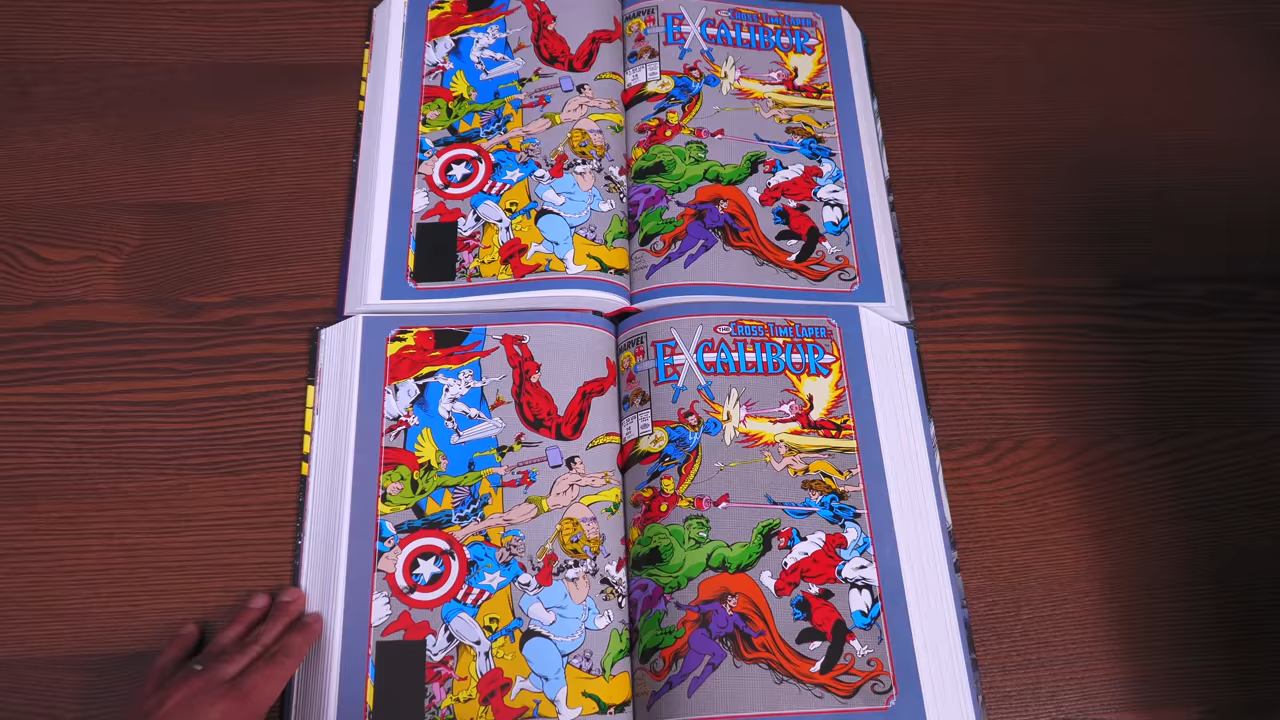 MARVEL
THE CROSS-TIME CAPER
EXCALIBUR
MARVEL
THE CROSS-TIME CAPER
EXCALIBUR